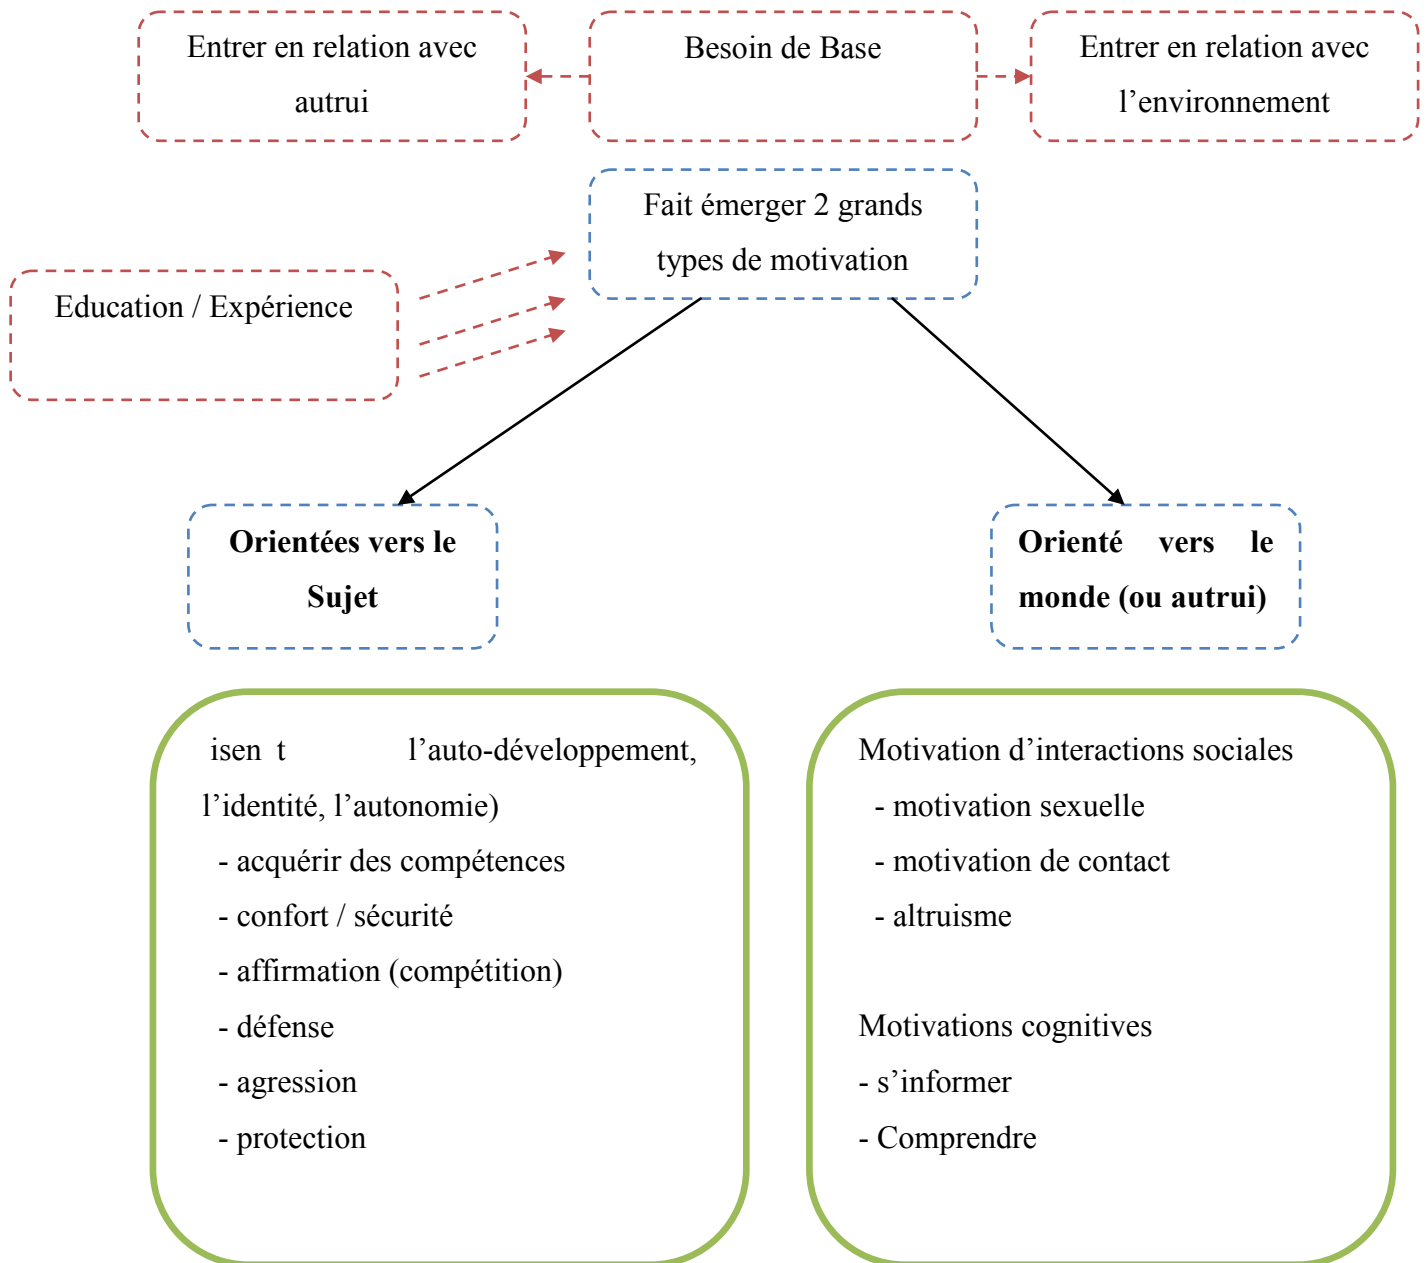 Entrer en relation avec
autrui
Besoin de Base
Entrer en relation avec
l’environnement
Fait émerger 2 grands
types de motivation
Education / Expérience
Orientées vers le
Sujet
Orienté vers le
monde (ou autrui)
isen t l’auto-développement,
l’identité, l’autonomie)
- acquérir des compétences
- confort / sécurité
- affirmation (compétition)
- défense
- agression
- protection
Motivation d’interactions sociales
- motivation sexuelle
- motivation de contact
- altruisme
Motivations cognitives
- s’informer
- Comprendre